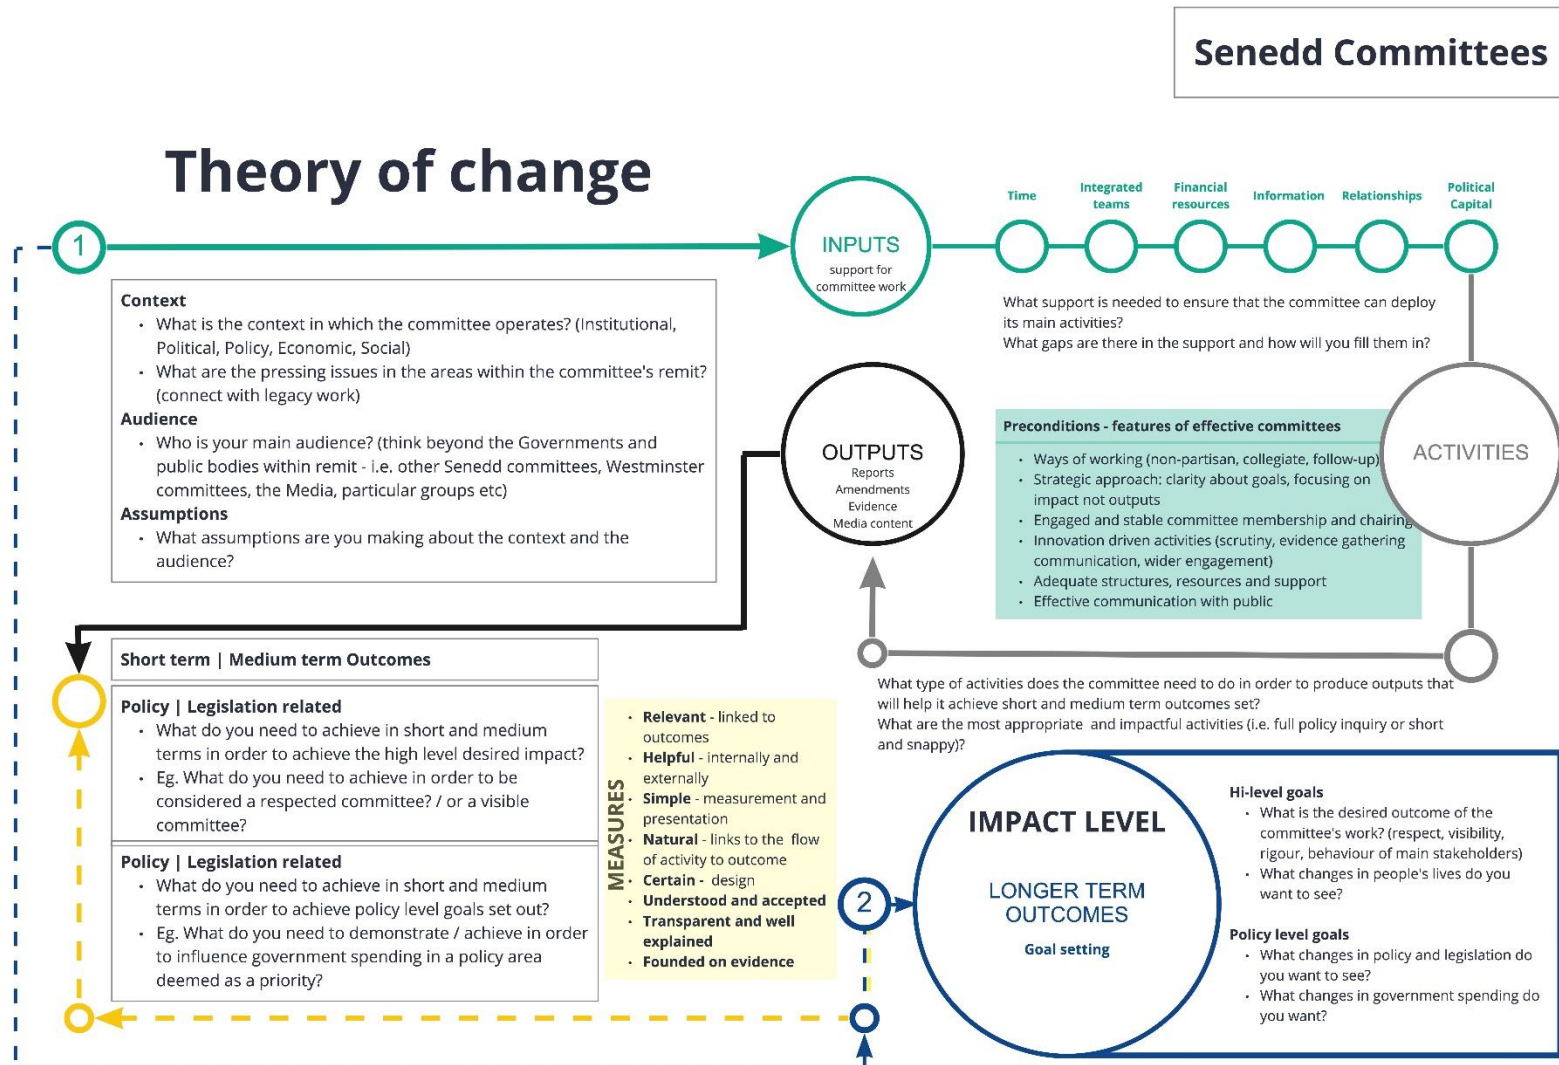 Senedd Committees
Theory of change
1
INPUTS
support for
committee work
Time
Integrated
teams
Financial
resources
Information
Relationships
Political
Capital
What support is needed to ensure that the committee can deploy
its main activities?
What gaps are there in the support and how will you fill them in?
Context
• What is the context in which the committee operates? (Institutional,
Political, Policy, Economic, Social)
• What are the pressing issues in the areas within the committee's remit?
(connect with legacy work)
Audience
• Who is your main audience? (think beyond the Governments and
public bodies within remit - i.e. other Senedd committees, Westminster
committees, the Media, particular groups etc)
Assumptions
• What assumptions are you making about the context and the
audience?
OUTPUTS
Reports
Amendments
Evidence
Media content
Preconditions - features of effective committees
• Ways of working (non-partisan, collegiate, follow-up)
• Strategic approach: clarity about goals, focusing on
impact not outputs
• Engaged and stable committee membership and chairing
• Innovation driven activities (scrutiny, evidence gathering
communication, wider engagement)
• Adequate structures, resources and support
• Effective communication with public
ACTIVITIES
What type of activities does the committee need to do in order to produce outputs that
will help it achieve short and medium term outcomes set?
What are the most appropriate and impactful activities (i.e. full policy inquiry or short
and snappy)?
Short term | Medium term Outcomes
Policy | Legislation related
• What do you need to achieve in short and medium
terms in order to achieve the high level desired impact?
• Eg. What do you need to achieve in order to be
considered a respected committee? / or a visible
committee?
Policy | Legislation related
• What do you need to achieve in short and medium
terms in order to achieve policy level goals set out?
• Eg. What do you need to demonstrate / achieve in order
to influence government spending in a policy area
deemed as a priority?
MEASURES
• Relevant - linked to
outcomes
• Helpful - internally and
externally
• Simple - measurement and
presentation
• Natural - links to the flow
of activity to outcome
• Certain - design
• Understood and accepted
• Transparent and well
explained
• Founded on evidence
2
IMPACT LEVEL
LONGER TERM
OUTCOMES
Goal setting
Hi-level goals
• What is the desired outcome of the
committee's work? (respect, visibility,
rigour, behaviour of main stakeholders)
• What changes in people's lives do you
want to see?
Policy level goals
• What changes in policy and legislation do
you want to see?
• What changes in government spending do
you want?